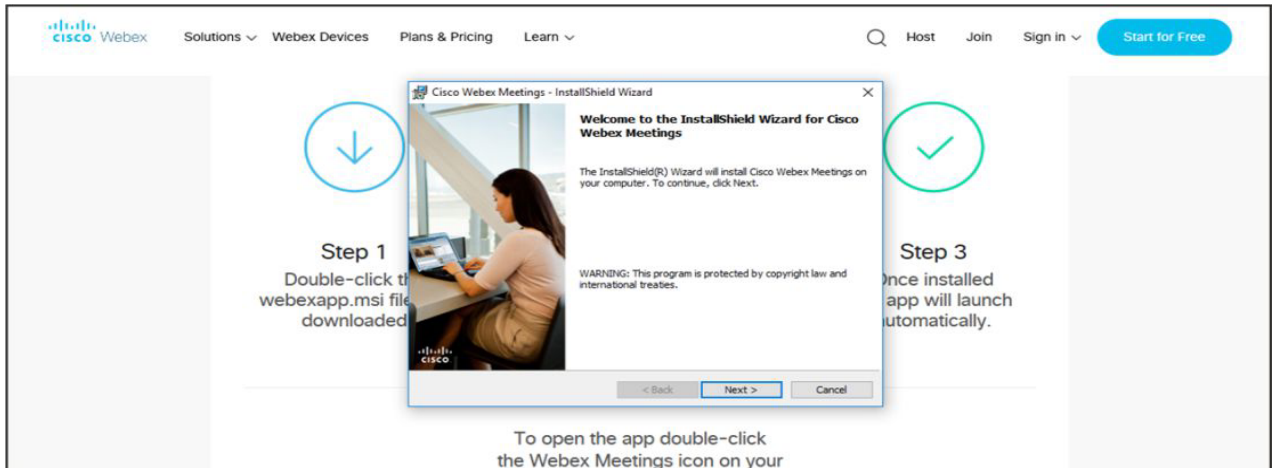 CISCO Webex
Solutions
Webex Devices
Plans & Pricing
Learn
Host
Join
Sign in
Start for Free
Cisco Webex Meetings - InstallShield Wizard
Welcome to the InstallShield Wizard for Cisco
Webex Meetings
The InstallShield(R) Wizard will install Cisco Webex Meetings on
your computer. To continue, click Next.
WARNING: This program is protected by copyright law and
international treaties.
CISCO
< Back
Next >
Cancel
Step 1
Double-click
webexapp.msi
downloaded
Step 3
installed
app will launch
To open the app double-click
the Webex Meetings icon on your